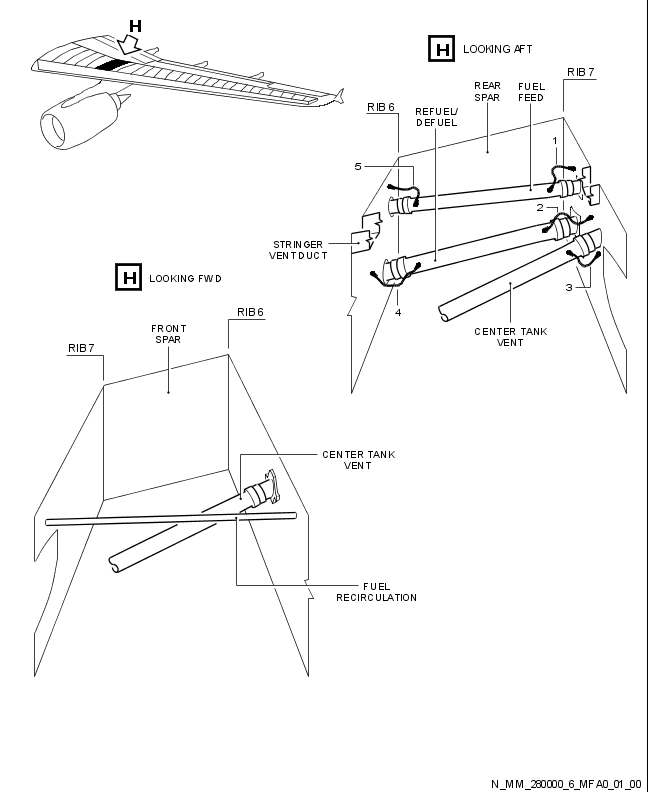 H
H LOOKING AFT
RIB 7
REAR
SPAR
FUEL
FEED
RIB 6
REFUEL/
DEFUEL
1
5
2
STRINGER
VENT DUCT
3
4
CENTER TANK
VENT
H LOOKING FWD
RIB 6
FRONT
SPAR
RIB 7
CENTER TANK
VENT
FUEL
RECIRCULATION
N_MM_280000_6_MFA0_01_00